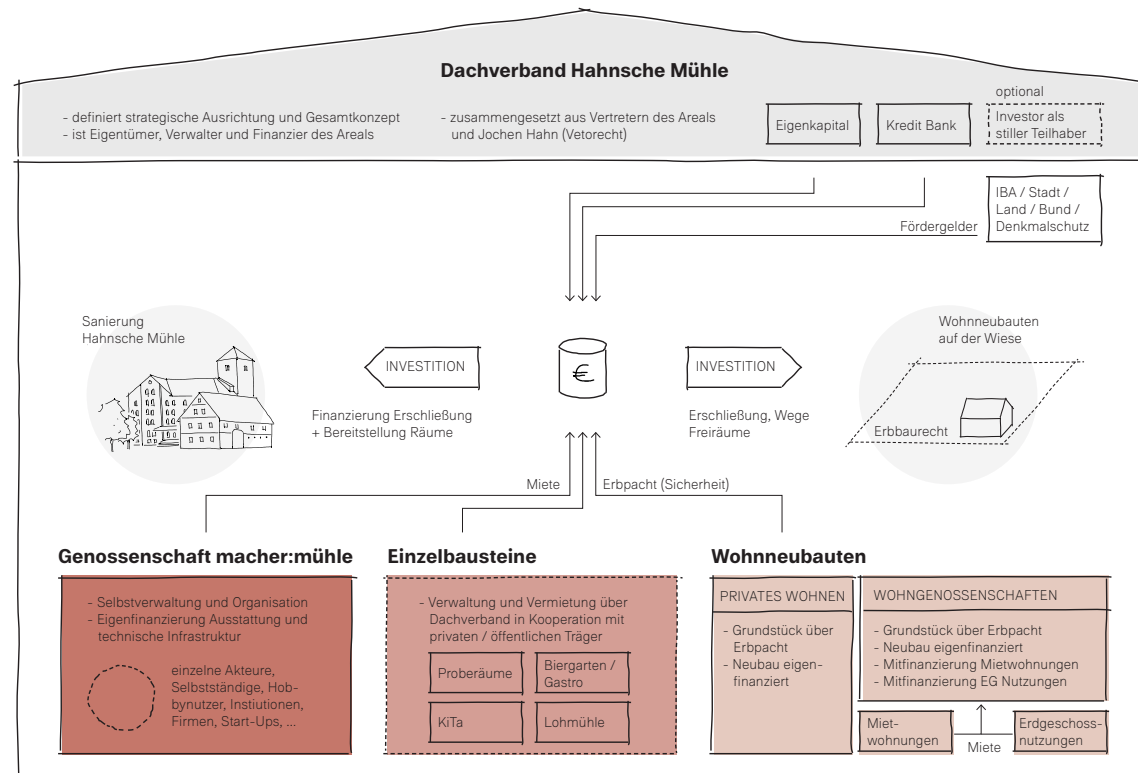 Dachverband Hahnsche Mühle
- definiert strategische Ausrichtung und Gesamtkonzept
- ist Eigentümer, Verwalter und Finanzier des Areals
- zusammengesetzt aus Vertretern des Areals
und Jochen Hahn (Vetorecht)
Eigenkapital
Kredit Bank
optional
Investor als
stiller Teilhaber
IBA / Stadt /
Land / Bund /
Denkmalschutz
Fördergelder
Sanierung
Hahnsche Mühle
INVESTITION
€
INVESTITION
Wohnneubauten
auf der Wiese
Erbbaurecht
Finanzierung Erschließung
+ Bereitstellung Räume
Erschließung, Wege
Freiräume
Miete
Erbpacht (Sicherheit)
Genossenschaft macher:mühle
- Selbstverwaltung und Organisation
- Eigenfinanzierung Ausstattung und
technische Infrastruktur
einzelne Akteure,
Selbstständige, Hob-
bynutzer, Instiutionen,
Firmen, Start-Ups, ...
Einzelbausteine
- Verwaltung und Vermietung über
Dachverband in Kooperation mit
privaten / öffentlichen Träger
Proberäume
Biergarten /
Gastro
KiTa
Lohmühle
Wohnneubauten
PRIVATES WOHNEN
- Grundstück über
Erbpacht
- Neubau eigen-
finanziert
WOHNGENOSSENSCHAFTEN
- Grundstück über Erbpacht
- Neubau eigenfinanziert
- Mitfinanzierung Mietwohnungen
- Mitfinanzierung EG Nutzungen
Miet-
wohnungen
Miete
Erdgeschoss-
nutzungen